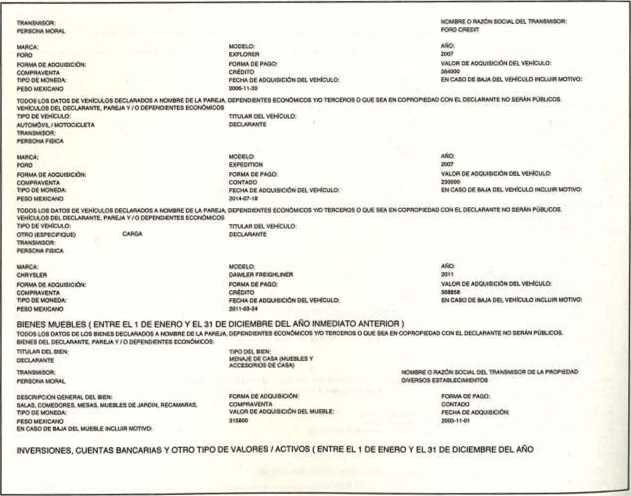 TRANSMISOR: NOMBRE O RAZÓN SOCIAL DEL TRANSMISOR:
PERSONA MORAL FORD CREDIT
MARCA: MODELO: AÑO:
FORD EXPLORER 2007
FORMA DE ADQUISICIÓN: FORMA DE PAGO: VALOR DE ADQUISICIÓN DEL VEHÍCULO:
COMPRAVENTA CRÉDITO 364000
TIPO DE MONEDA: FECHA DE ADQUISICIÓN DEL VEHÍCULO: EN CASO DE BAJA DEL VEHÍCULO INCLUIR MOTIVO:
PESO MEXICANO 2006-11-30
TODOS LOS DATOS DE VEHÍCULOS DECLARADOS A NOMBRE DE LA PAREJA, DEPENDIENTES ECONÓMICOS Y/O TERCEROS O QUE SEA EN COPROPIEDAD CON EL DECLARANTE NO SERÁN PÚBLICOS.
VEHÍCULOS DEL DECLARANTE, PAREJA Y / O DEPENDIENTES ECONÓMICOS
TIPO DE VEHÍCULO: TITULAR DEL VEHÍCULO:
AUTOMÓVIL / MOTOCICLETA DECLARANTE
TRANSMISOR:
PERSONA FISICA
MARCA: MODELO: AÑO:
FORD EXPEDITION 2007
FORMA DE ADQUISICIÓN: FORMA DE PAGO: VALOR DE ADQUISICIÓN DEL VEHÍCULO:
COMPRAVENTA CONTADO 230000
TIPO DE MONEDA: FECHA DE ADQUISICIÓN DEL VEHÍCULO: EN CASO DE BAJA DEL VEHÍCULO INCLUIR MOTIVO:
PESO MEXICANO 2014-07-18
TODOS LOS DATOS DE VEHÍCULOS DECLARADOS A NOMBRE DE LA PAREJA, DEPENDIENTES ECONÓMICOS Y/O TERCEROS O QUE SEA EN COPROPIEDAD CON EL DECLARANTE NO SERÁN PÚBLICOS.
VEHÍCULOS DEL DECLARANTE, PAREJA Y / O DEPENDIENTES ECONÓMICOS
TIPO DE VEHÍCULO: TITULAR DEL VEHÍCULO:
OTRO (ESPECIFIQUE) CARGA DECLARANTE
TRANSMISOR:
PERSONA FISICA
MARCA: MODELO: AÑO:
CHRYSLER DAIMLER FREIGHLINER 2011
FORMA DE ADQUISICIÓN: FORMA DE PAGO: VALOR DE ADQUISICIÓN DEL VEHÍCULO:
COMPRAVENTA CRÉDITO
TIPO DE MONEDA: FECHA DE ADQUISICIÓN DEL VEHÍCULO: EN CASO DE BAJA DEL VEHÍCULO INCLUIR MOTIVO:
PESO MEXICANO 2011-03-24
BIENES MUEBLES ( ENTRE EL 1 DE ENERO Y EL 31 DE DICIEMBRE DEL AÑO INMEDIATO ANTERIOR )
TODOS LOS DATOS DE LOS BIENES DECLARADOS A NOMBRE DE LA PAREJA, DEPENDIENTES ECONÓMICOS Y/O TERCEROS O QUE SEA EN COPROPIEDAD CON EL DECLARANTE NO SERÁN PÚBLICOS.
BIENES DEL DECLARANTE, PAREJA Y / O DEPENDIENTES ECONÓMICOS:
TITULAR DEL BIEN: TIPO DEL BIEN:
DECLARANTE MENAJE DE CASA (MUEBLES Y
ACCESORIOS DE CASA)
TRANSMISOR: NOMBRE O RAZÓN SOCIAL DEL TRANSMISOR DE LA PROPIEDAD
PERSONA MORAL DIVERSOS ESTABLECIMIENTOS
DESCRIPCIÓN GENERAL DEL BIEN: FORMA DE ADQUISICIÓN: FORMA DE PAGO:
SALAS, COMEDORES, MESAS, MUEBLES DE JARDIN, RECAMARAS, COMPRAVENTA CONTADO
TIPO DE MONEDA: VALOR DE ADQUISICIÓN DEL MUEBLE: FECHA DE ADQUISICIÓN:
PESO MEXICANO 315800 2003-11-01
EN CASO DE BAJA DEL MUEBLE INCLUIR MOTIVO:
INVERSIONES, CUENTAS BANCARIAS Y OTRO TIPO DE VALORES / ACTIVOS ( ENTRE EL 1 DE ENERO Y EL 31 DE DICIEMBRE DEL AÑO